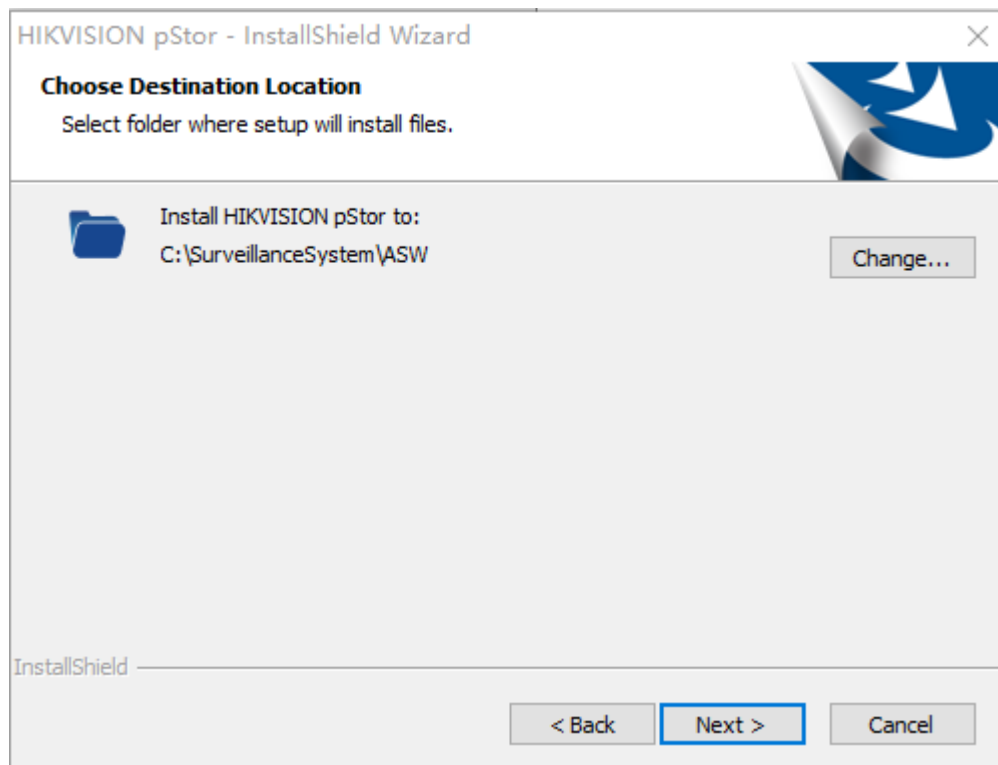 HIKVISION pStor - InstallShield Wizard
Choose Destination Location
Select folder where setup will install files.
Install HIKVISION pStor to:
C:\SurveillanceSystem\ASW
Change...
InstallShield
< Back
Next >
Cancel